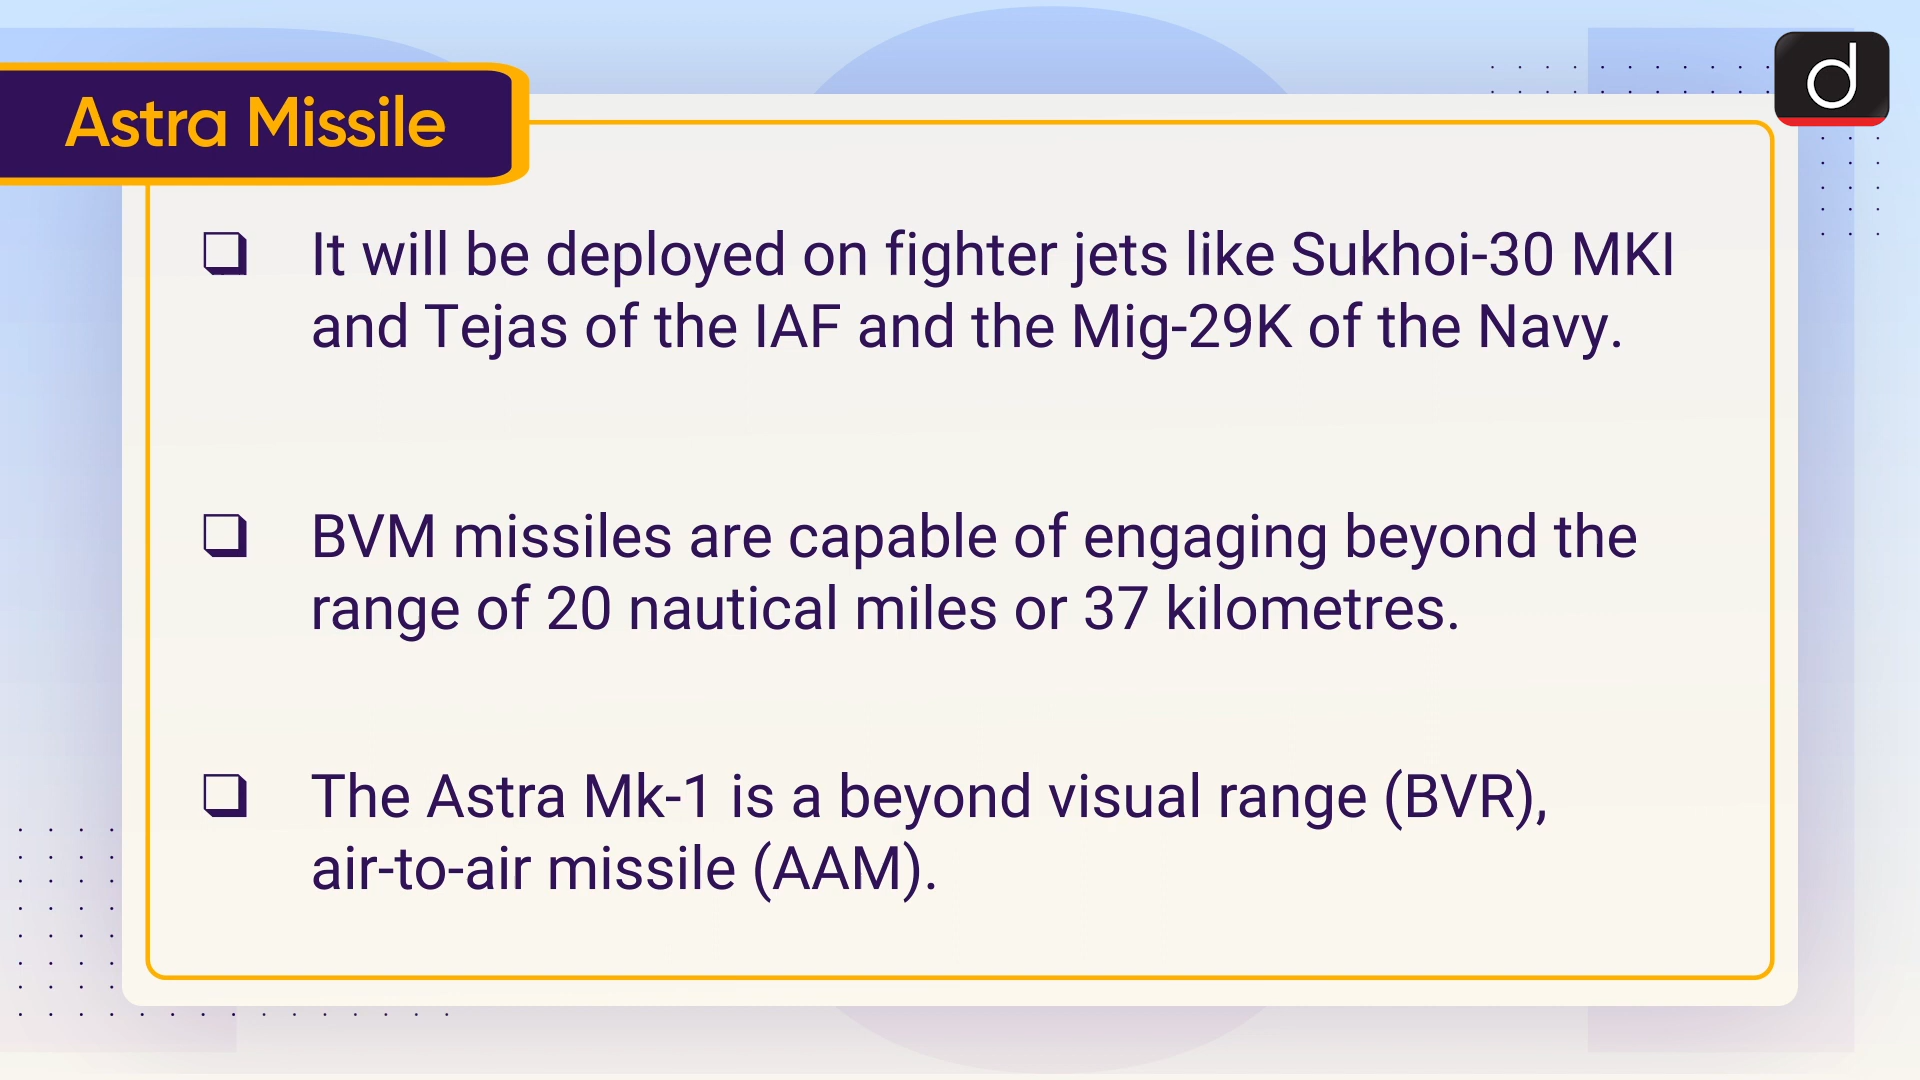 Astra Missile
d
❑ It will be deployed on fighter jets like Sukhoi-30 MKI
and Tejas of the IAF and the Mig-29K of the Navy.
❑ BVM missiles are capable of engaging beyond the
range of 20 nautical miles or 37 kilometres.
❑ The Astra Mk-1 is a beyond visual range (BVR),
air-to-air missile (AAM).